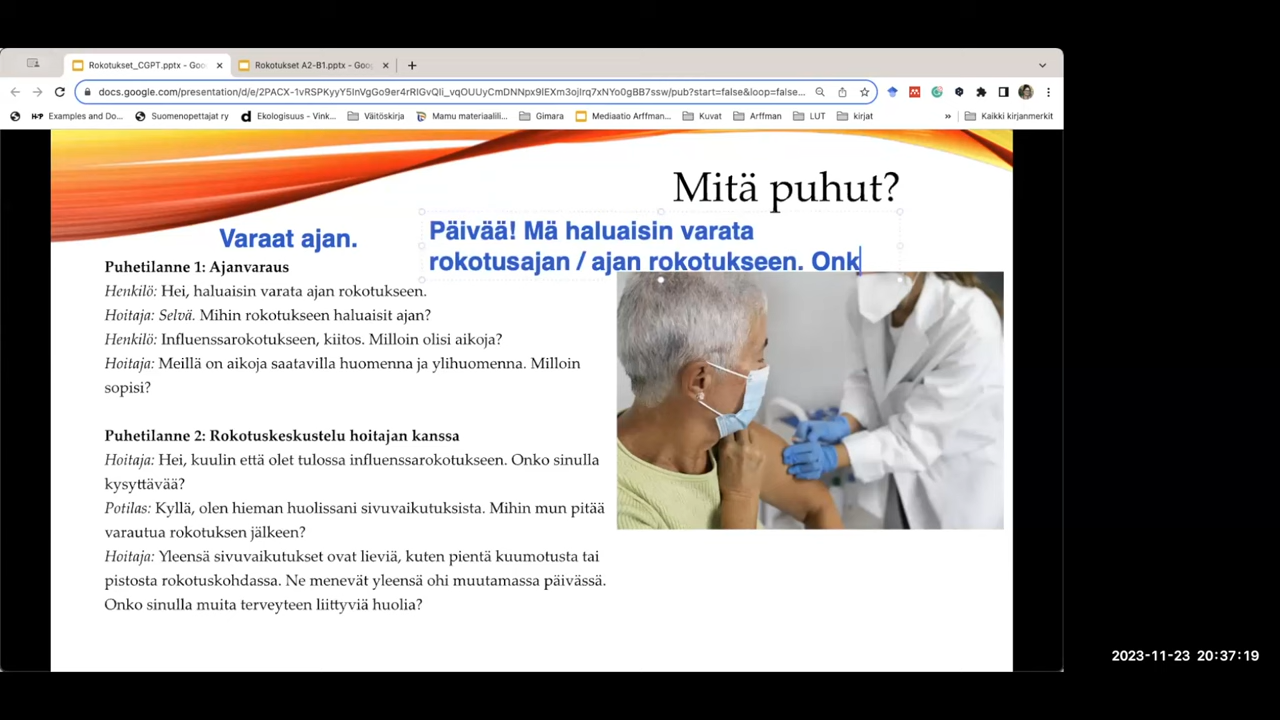 Rokotukset_CGPT.pptx - Goo
Rokotukset A2-B1.pptx - Goog
docs.google.com/presentation/d/e/2PACX-1vRSPKyyY5InVgGo9er4rRIGvQIi_vqOUUyCmDNNpx9lEXm3ojIrq7xNYo0gBB7ssw/pub?start=false&loop=false...
Examples and Do...
Suomenopettajat ry
Ekologisuus - Vink...
Väitöskirja
Mamu materiaalili...
Gimara
Mediaatio Arffman...
Kuvat
Arffman
LUT
kirjat
»
Kaikki kirjanmerkit
Mitä puhut?
Varaat ajan.
Päivää! Mä haluaisin varata
rokotusajan / ajan rokotukseen. Onk
Puhetilanne 1: Ajanvaraus
Henkilö: Hei, haluaisin varata ajan rokotukseen.
Hoitaja: Selvä. Mihin rokotukseen haluaisit ajan?
Henkilö: Influenssarokotukseen, kiitos. Milloin olisi aikoja?
Hoitaja: Meillä on aikoja saatavilla huomenna ja ylihuomenna. Milloin
sopisi?
Puhetilanne 2: Rokotuskeskustelu hoitajan kanssa
Hoitaja: Hei, kuulin että olet tulossa influenssarokotukseen. Onko sinulla
kysyttävää?
Potilas: Kyllä, olen hieman huolissani sivuvaikutuksista. Mihin mun pitää
varautua rokotuksen jälkeen?
Hoitaja: Yleensä sivuvaikutukset ovat lieviä, kuten pientä kuumotusta tai
pistosta rokotuskohdassa. Ne menevät yleensä ohi muutamassa päivässä.
Onko sinulla muita terveyteen liittyviä huolia?
2023-11-23 20:37:19